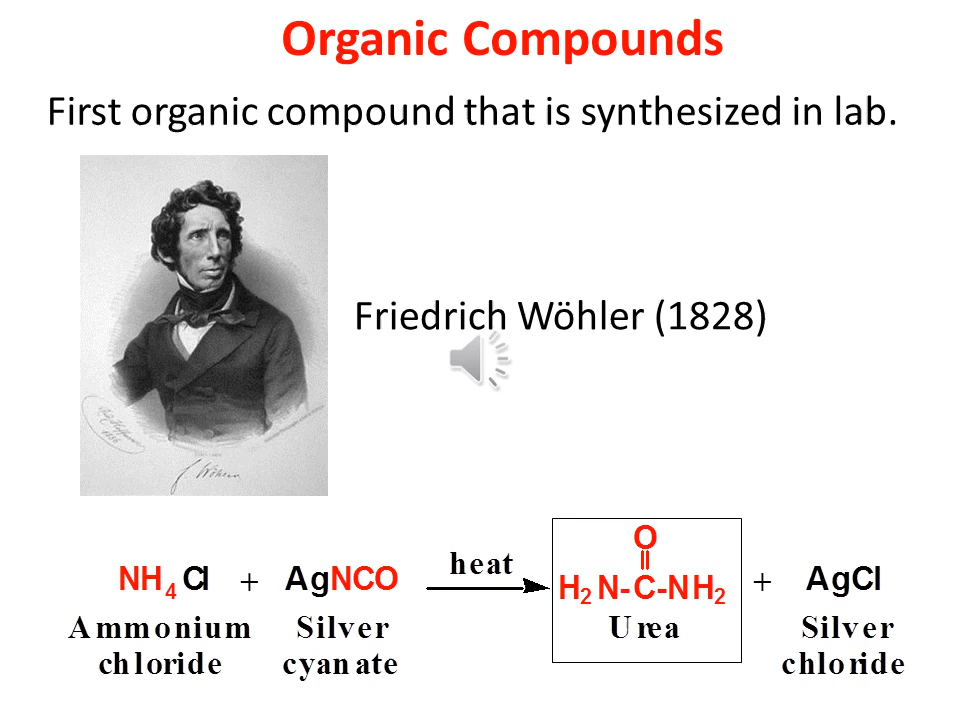 Organic Compounds
First organic compound that is synthesized in lab.
Friedrich Wöhler (1828)
O
NH4Cl + AgNCO heat H2N-C-NH2 + AgCl
Ammonium Silver Urea Silver
chloride cyanate chloride